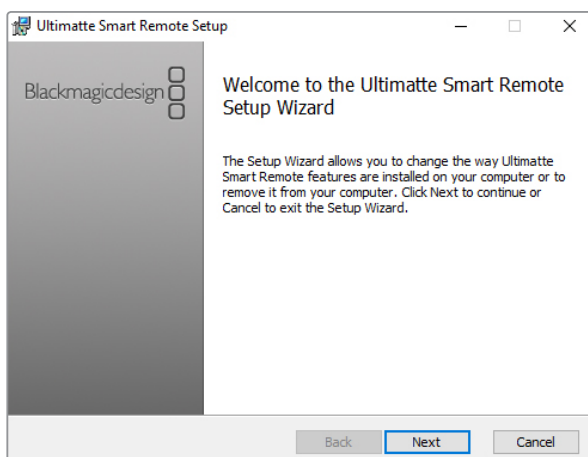 Ultimatte Smart Remote Setup
Blackmagicdesign
Welcome to the Ultimatte Smart Remote
Setup Wizard
The Setup Wizard allows you to change the way Ultimatte
Smart Remote features are installed on your computer or to
remove it from your computer. Click Next to continue or
Cancel to exit the Setup Wizard.
Back Next Cancel